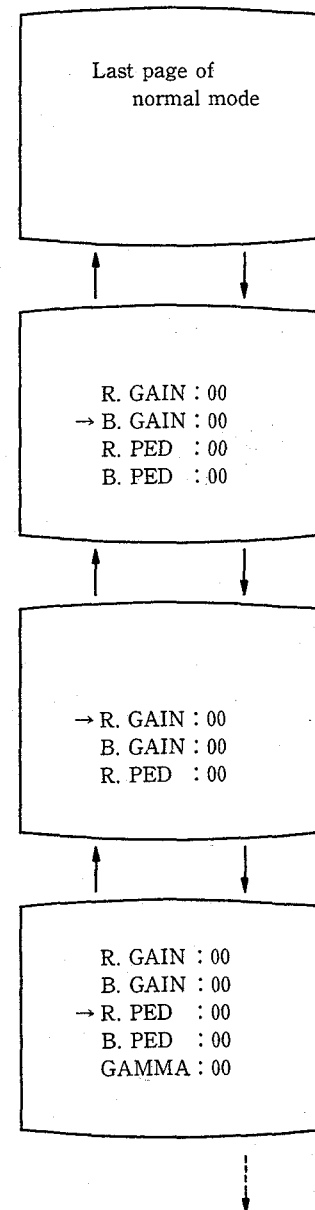 Last page of
normal mode
R. GAIN : 00
→ B. GAIN : 00
R. PED : 00
B. PED : 00
→ R. GAIN : 00
B. GAIN : 00
R. PED : 00
R. GAIN : 00
B. GAIN : 00
→ R. PED : 00
B. PED : 00
GAMMA : 00